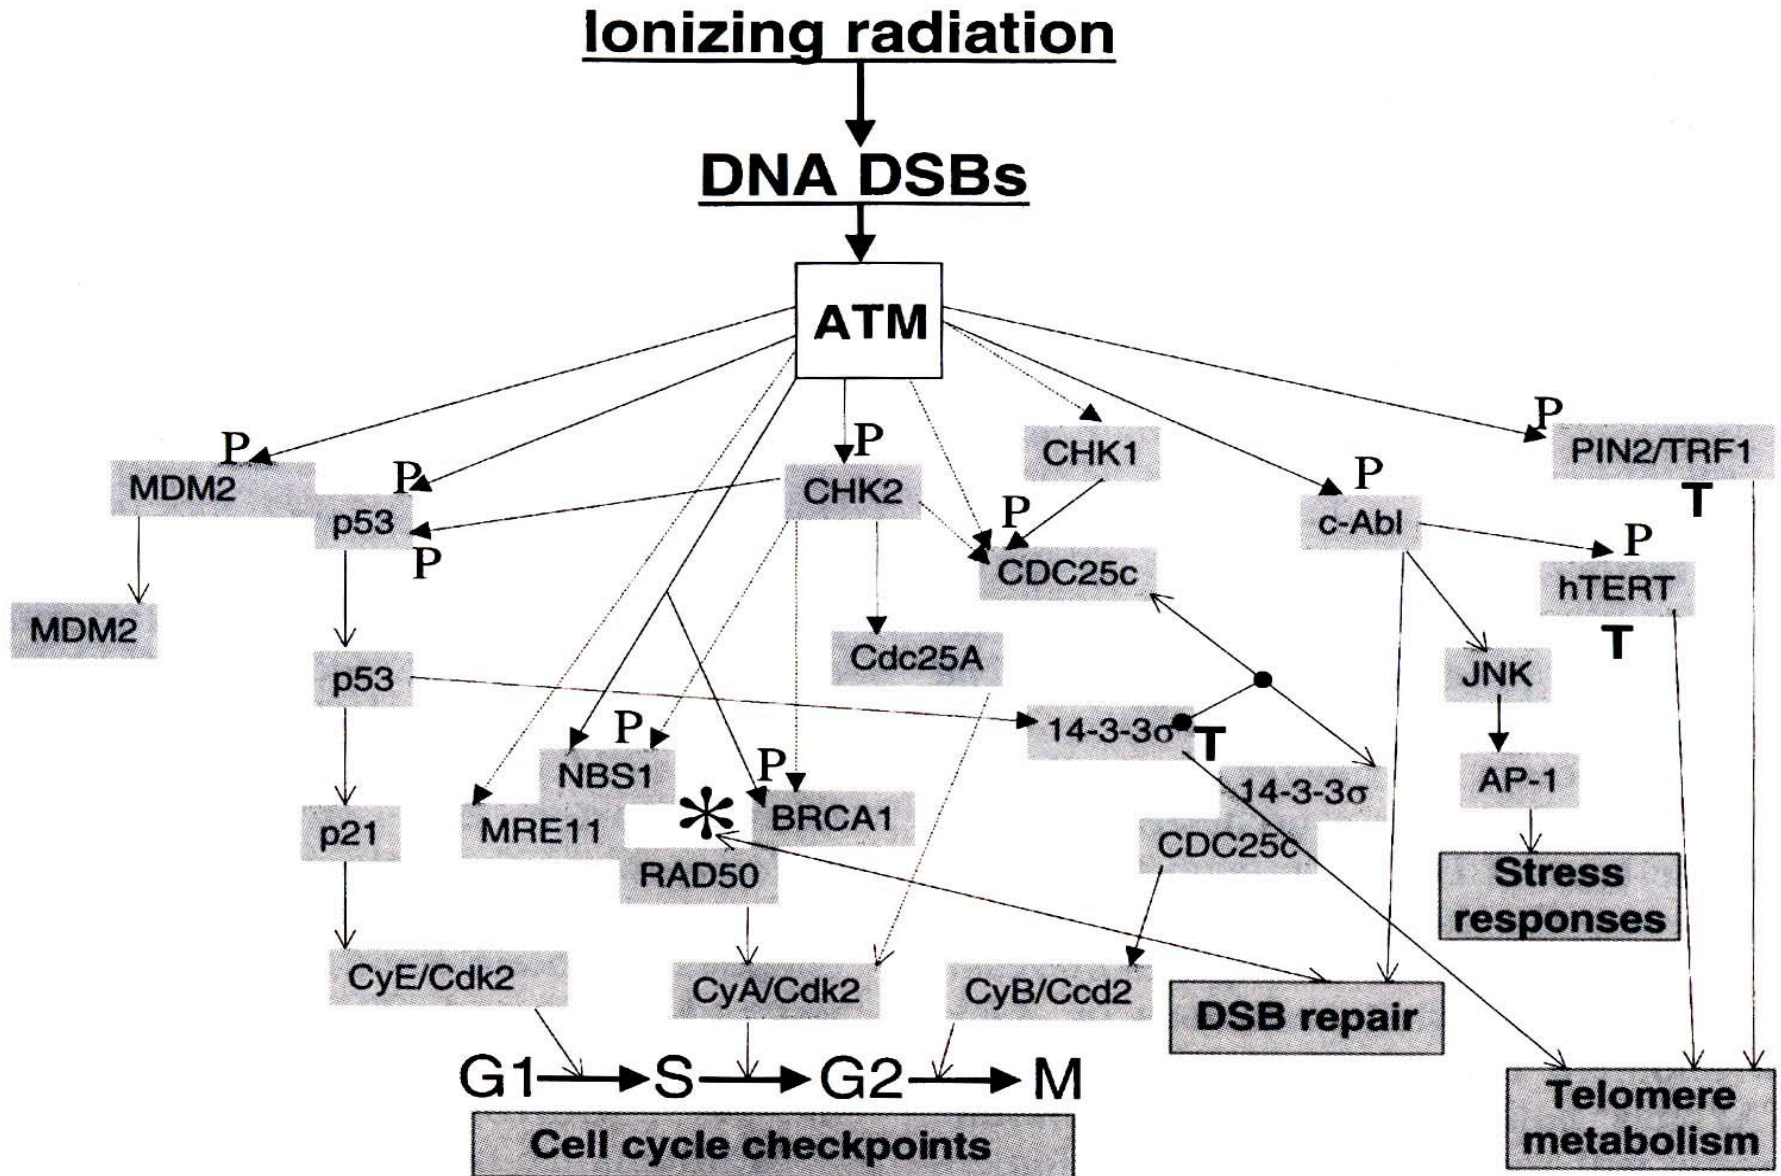 Ionizing radiation
DNA DSBs
ATM
P
P
P
P
P
PIN2/TRF1
T
MDM2
p53
P
CHK2
CHK1
P
c-Abl
P
hTERT
T
CDC25c
MDM2
Cdc25A
JNK
p53
14-3-3σ
T
P
NBS1
P
AP-1
14-3-3σ
MRE11
*
BRCA1
CDC25c
p21
RAD50
Stress
responses
CyE/Cdk2
CyA/Cdk2
CyB/Ccd2
DSB repair
G1
S
G2
M
Telomere
metabolism
Cell cycle checkpoints